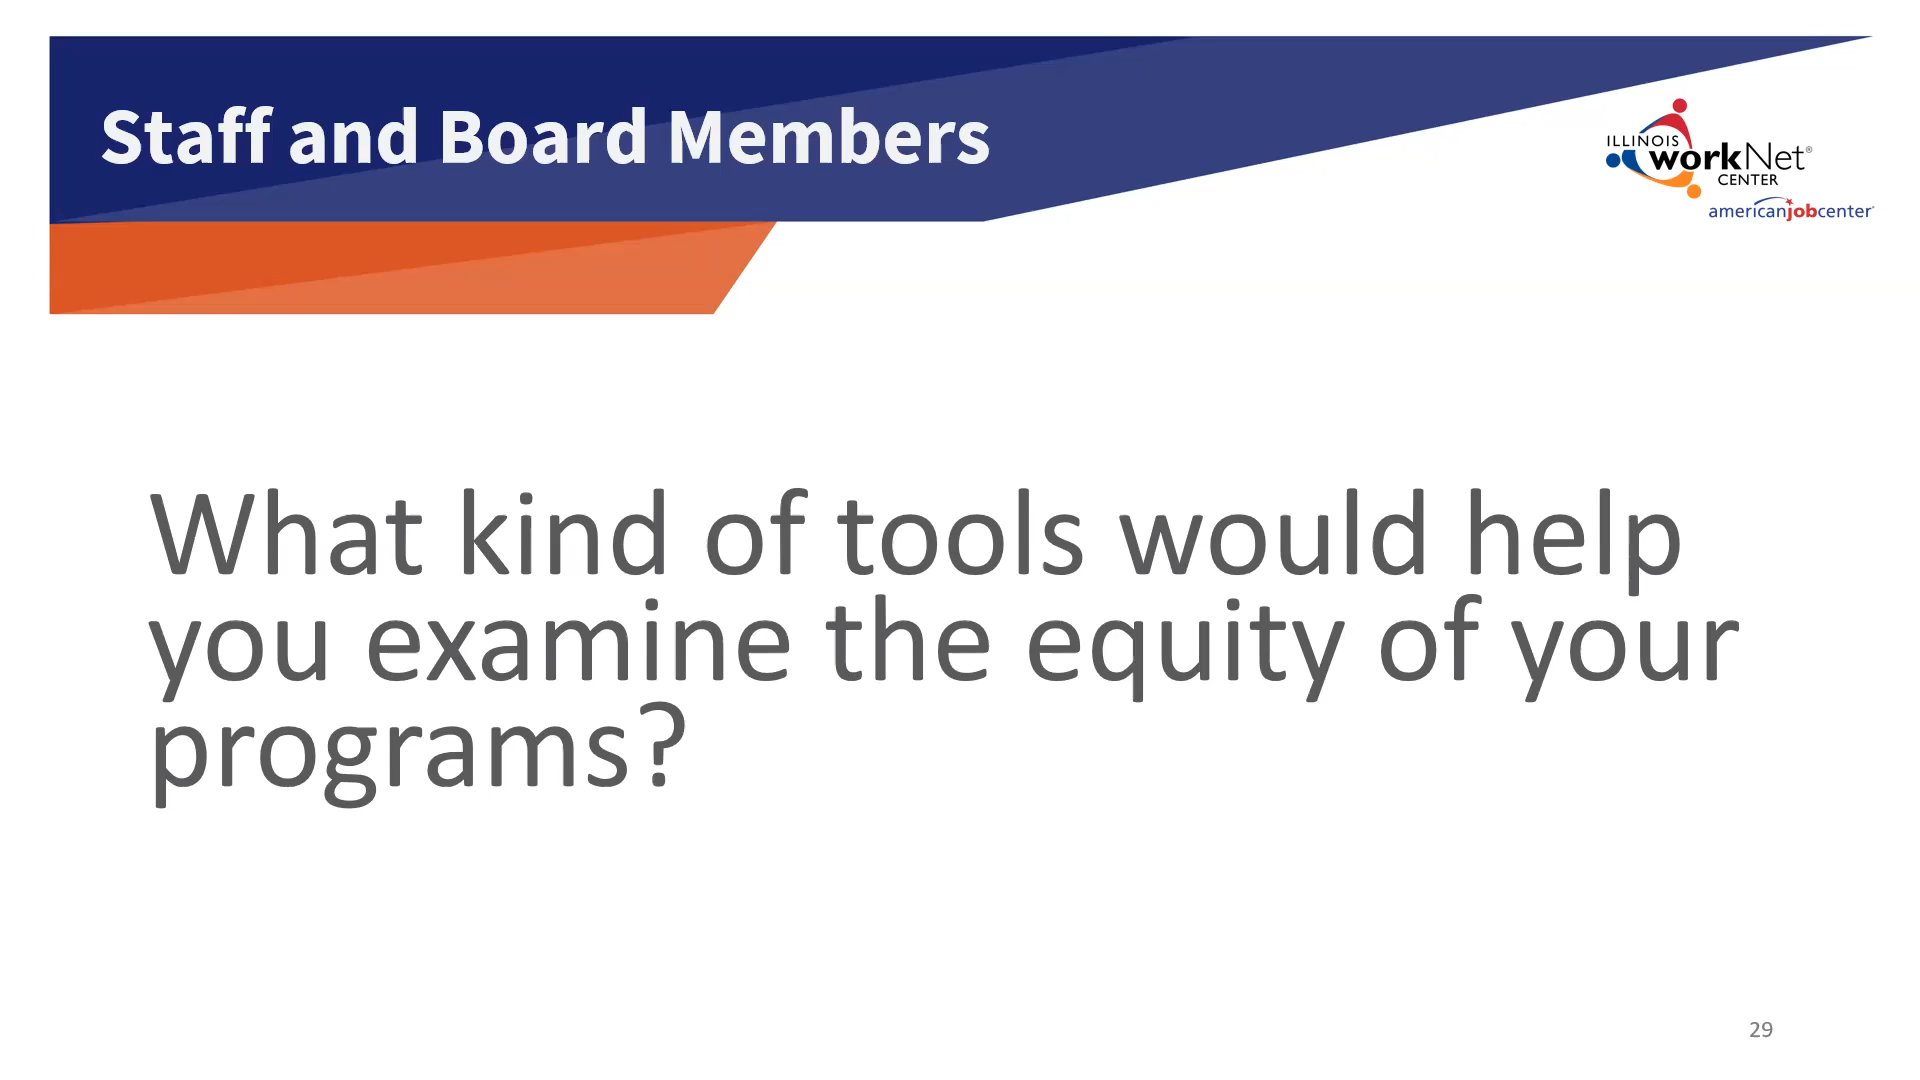 Staff and Board Members
ILLINOIS
workNet®
CENTER
americanjobcenter®
What kind of tools would help
you examine the equity of your
programs?
29